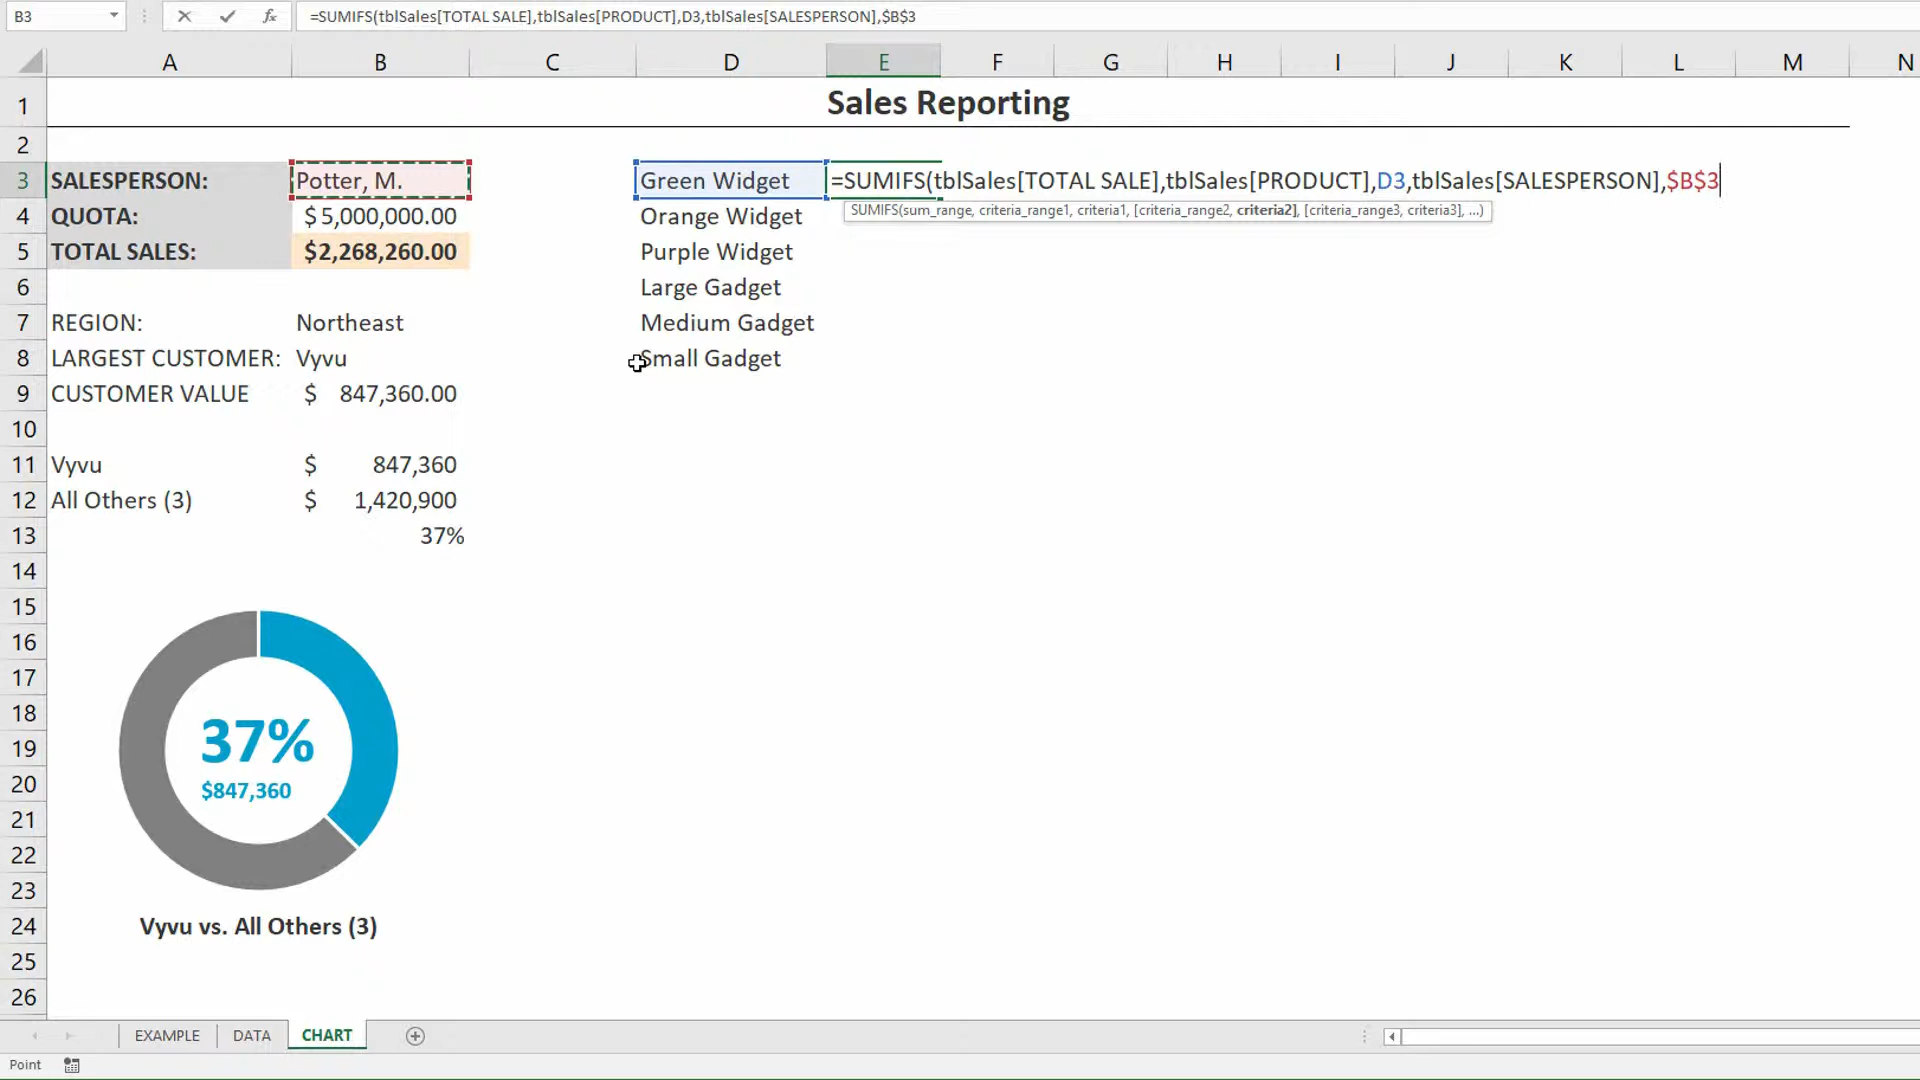 B3 =SUMIFS(tblSales[TOTAL SALE],tblSales[PRODUCT],D3,tblSales[SALESPERSON],$B$3
A B C D E F G H I J K L M N
1 Sales Reporting
2
3 SALESPERSON: Potter, M. Green Widget =SUMIFS(tblSales[TOTAL SALE],tblSales[PRODUCT],D3,tblSales[SALESPERSON],$B$3
4 QUOTA: $5,000,000.00 Orange Widget SUMIFS(sum_range, criteria_range1, criteria1, [criteria_range2, criteria2], [criteria_range3, criteria3], ...)
5 TOTAL SALES: $2,268,260.00 Purple Widget
6 Large Gadget
7 REGION: Northeast Medium Gadget
8 LARGEST CUSTOMER: Vyvu Small Gadget
9 CUSTOMER VALUE $ 847,360.00
10
11 Vyvu $ 847,360
12 All Others (3) $ 1,420,900
13 37%
14
15
16
17
18
19 37%
20 $847,360
21
22
23
24 Vyvu vs. All Others (3)
25
26
EXAMPLE DATA CHART
Point